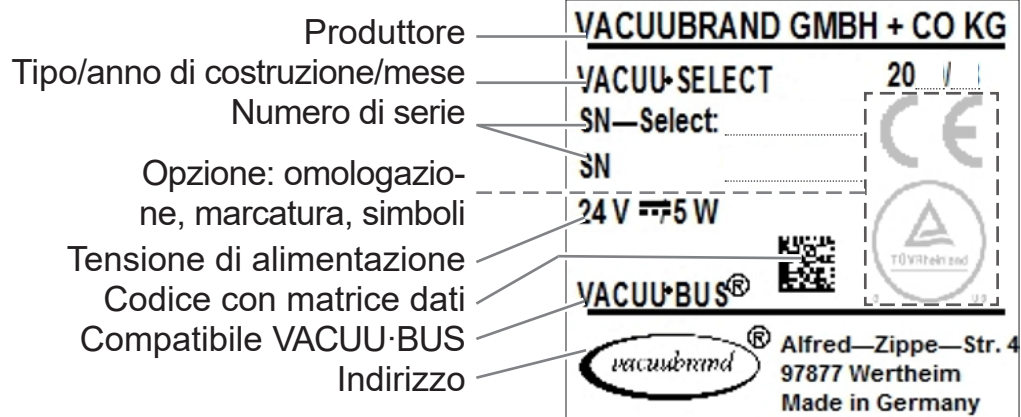 Produttore
Tipo/anno di costruzione/mese
Numero di serie
Opzione: omologazio-
ne, marcatura, simboli
Tensione di alimentazione
Codice con matrice dati
Compatibile VACUU·BUS
Indirizzo
VACUUBRAND GMBH + CO KG
VACUU·SELECT 20 /
SN—Select:
SN
CE
24 V ⎓/5 W
TÜVRheinland
VACUU·BUS®
vacuubrand ®
Alfred—Zippe—Str. 4
97877 Wertheim
Made in Germany